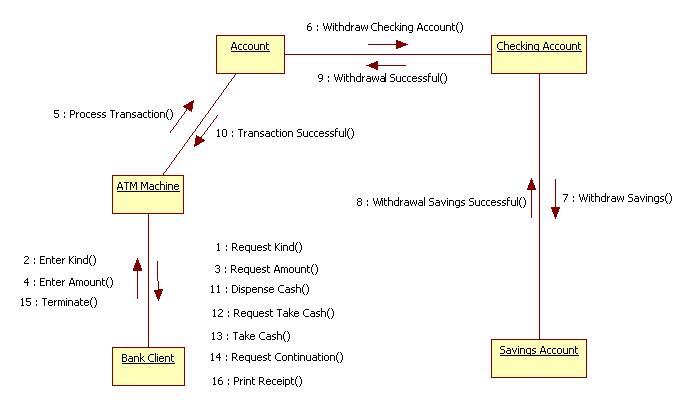 6 : Withdraw Checking Account()
Account
Checking Account
9 : Withdrawal Successful()
5 : Process Transaction()
10 : Transaction Successful()
ATM Machine
8 : Withdrawal Savings Successful()
7 : Withdraw Savings()
1 : Request Kind()
2 : Enter Kind()
3 : Request Amount()
4 : Enter Amount()
11 : Dispense Cash()
15 : Terminate()
12 : Request Take Cash()
13 : Take Cash()
Bank Client
14 : Request Continuation()
Savings Account
16 : Print Receipt()